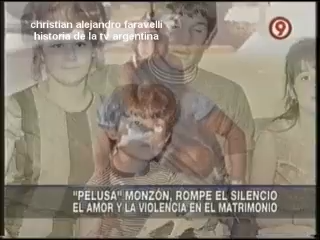 christian alejandro faravelli
historia de la tv argentina
9
"PELUSA" MONZÓN, ROMPE EL SILENCIO
EL AMOR Y LA VIOLENCIA EN EL MATRIMONIO